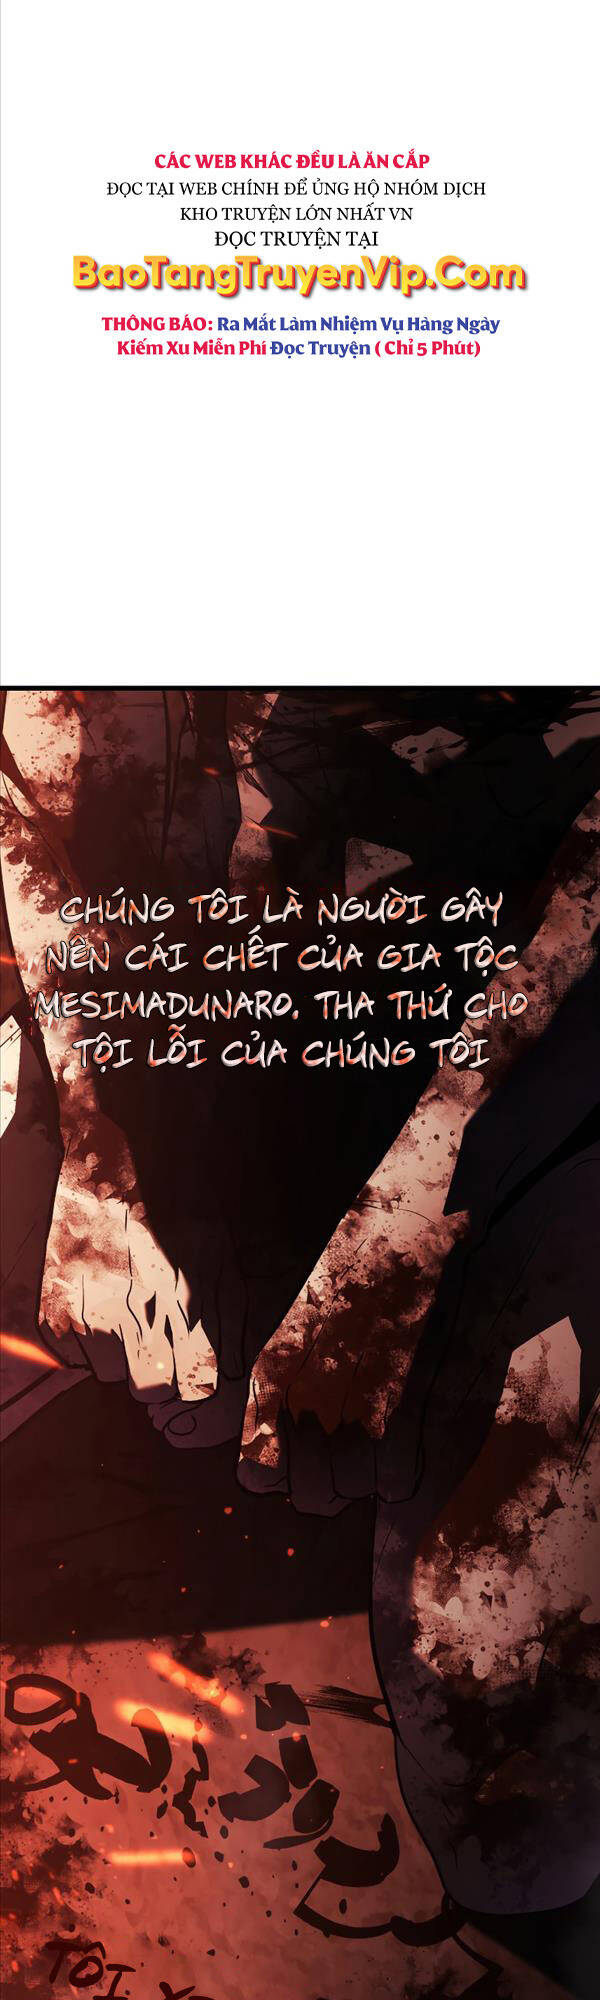 CÁC WEB KHÁC ĐỀU LÀ ĂN CẮP
ĐỌC TẠI WEB CHÍNH ĐỂ ỦNG HỘ NHÓM DỊCH
KHO TRUYỆN LỚN NHẤT VN
ĐỌC TRUYỆN TẠI
BaoTangTruyenVip.Com
THÔNG BÁO: Ra Mắt Làm Nhiệm Vụ Hàng Ngày
Kiếm Xu Miễn Phí Đọc Truyện ( Chỉ 5 Phút)
CHÚNG TÔI LÀ NGƯỜI GÂY
NÊN CÁI CHẾT CỦA GIA TỘC
MESIMADUNARO. THA THỨ CHO
TỘI LỖI CỦA CHÚNG TÔI
TÔI